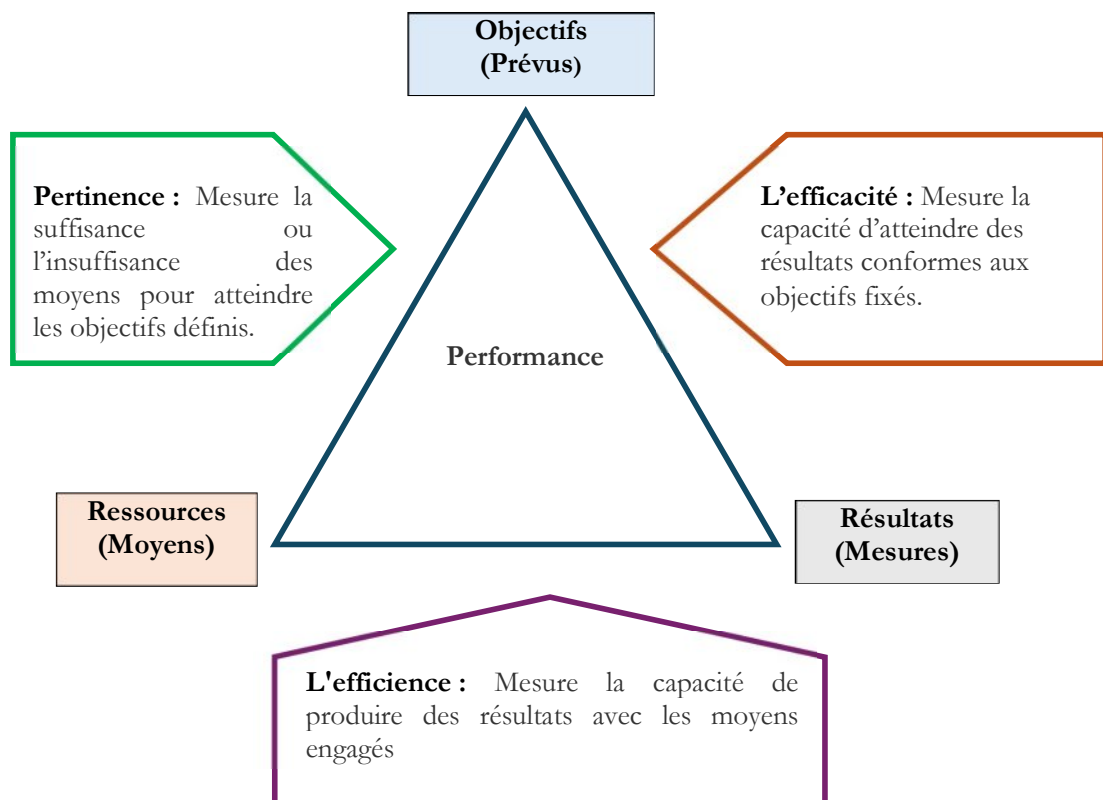 Objectifs
(Prévus)
Pertinence : Mesure la
suffisance ou
l'insuffisance des
moyens pour atteindre
les objectifs définis.
L’efficacité : Mesure la
capacité d’atteindre des
résultats conformes aux
objectifs fixés.
Performance
Ressources
(Moyens)
Résultats
(Mesures)
L'efficience : Mesure la capacité de
produire des résultats avec les moyens
engagés